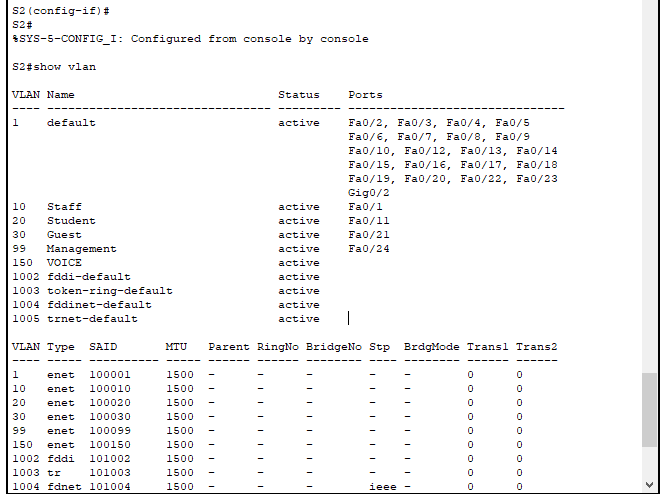 S2(config-if)#
S2#
%SYS-5-CONFIG_I: Configured from console by console
S2#show vlan
VLAN Name                             Status    Ports
---- -------------------------------- --------- -------------------------------
1    default                          active    Fa0/2, Fa0/3, Fa0/4, Fa0/5
                                                Fa0/6, Fa0/7, Fa0/8, Fa0/9
                                                Fa0/10, Fa0/12, Fa0/13, Fa0/14
                                                Fa0/15, Fa0/16, Fa0/17, Fa0/18
                                                Fa0/19, Fa0/20, Fa0/22, Fa0/23
                                                Gig0/2
10   Staff                            active    Fa0/1
20   Student                          active    Fa0/11
30   Guest                            active    Fa0/21
99   Management                       active    Fa0/24
150  VOICE                            active
1002 fddi-default                     active
1003 token-ring-default               active
1004 fddinet-default                  active
1005 trnet-default                    active
VLAN Type  SAID       MTU   Parent RingNo BridgeNo Stp  BrdgMode Trans1 Trans2
---- ----- ---------- ----- ------ ------ -------- ---- -------- ------ ------
1    enet  100001     1500  -      -      -        -    -        0      0
10   enet  100010     1500  -      -      -        -    -        0      0
20   enet  100020     1500  -      -      -        -    -        0      0
30   enet  100030     1500  -      -      -        -    -        0      0
99   enet  100099     1500  -      -      -        -    -        0      0
150  enet  100150     1500  -      -      -        -    -        0      0
1002 fddi  101002     1500  -      -      -        -    -        0      0
1003 tr    101003     1500  -      -      -        -    -        0      0
1004 fdnet 101004     1500  -      -      -        ieee -        0      0